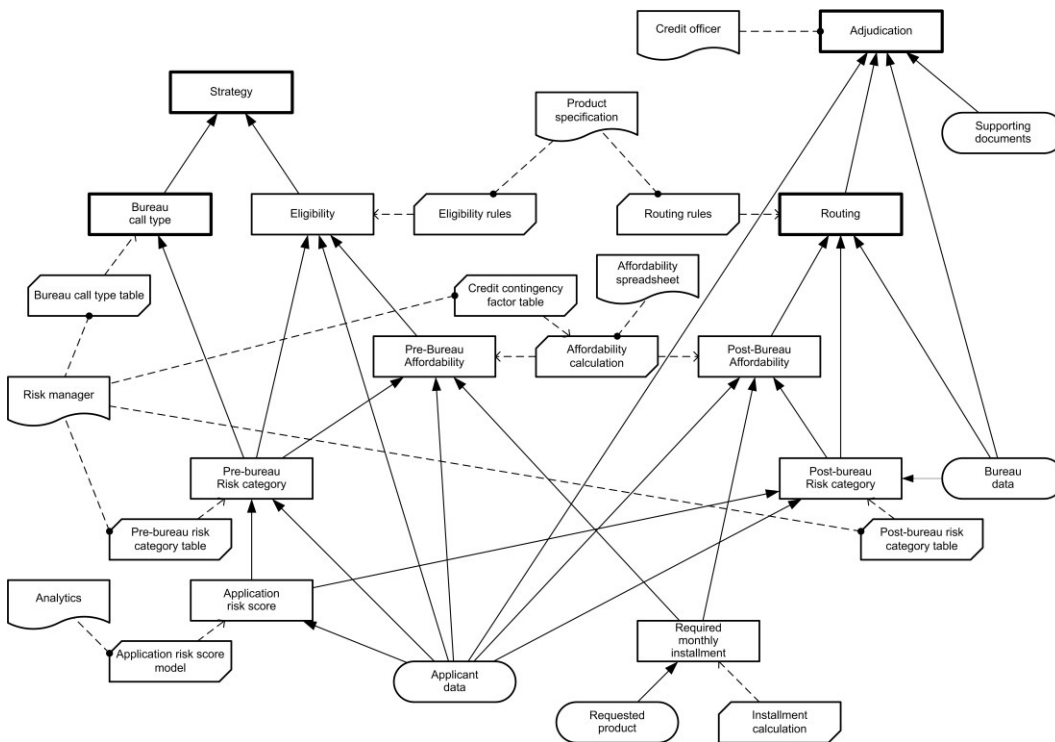 Credit officer
Adjudication
Strategy
Product
specification
Supporting
documents
Bureau
call type
Eligibility
Eligibility rules
Routing rules
Routing
Bureau call type table
Credit contingency
factor table
Affordability
spreadsheet
Pre-Bureau
Affordability
Affordability
calculation
Post-Bureau
Affordability
Risk manager
Pre-bureau
Risk category
Post-bureau
Risk category
Bureau
data
Pre-bureau risk
category table
Post-bureau risk
category table
Analytics
Application
risk score
Application risk score
model
Applicant
data
Required
monthly
installment
Requested
product
Installment
calculation